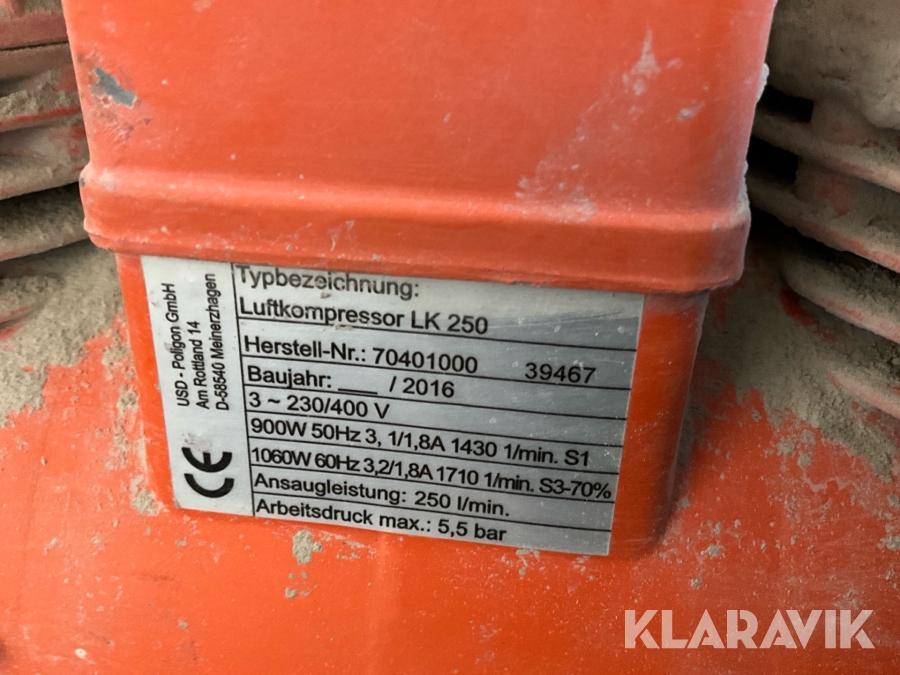 USD - Poligon GmbH
Am Rottland 14
D-58540 Meinerzhagen
CE
Typbezeichnung:
Luftkompressor LK 250
Herstell-Nr.: 70401000 39467
Baujahr: ____ / 2016
3 ~ 230/400 V
900W 50Hz 3, 1/1,8A 1430 1/min. S1
1060W 60Hz 3,2/1,8A 1710 1/min. S3-70%
Ansaugleistung: 250 l/min.
Arbeitsdruck max.: 5,5 bar
KLARAVIK